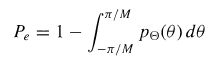 P_e = 1 - \int_{-\pi/M}^{\pi/M} p_\Theta(\theta) \, d\theta